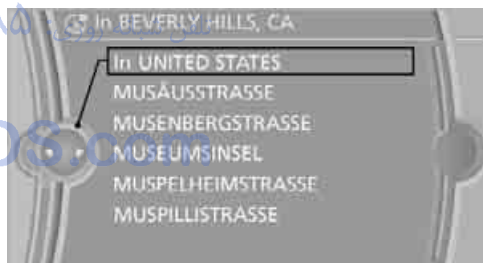 In BEVERLY HILLS, CA
In UNITED STATES
MUSÄUSSTRASSE
MUSENBERGSTRASSE
MUSEUMSINSEL
MUSPELHEIMSTRASSE
MUSPILLISTRASSE